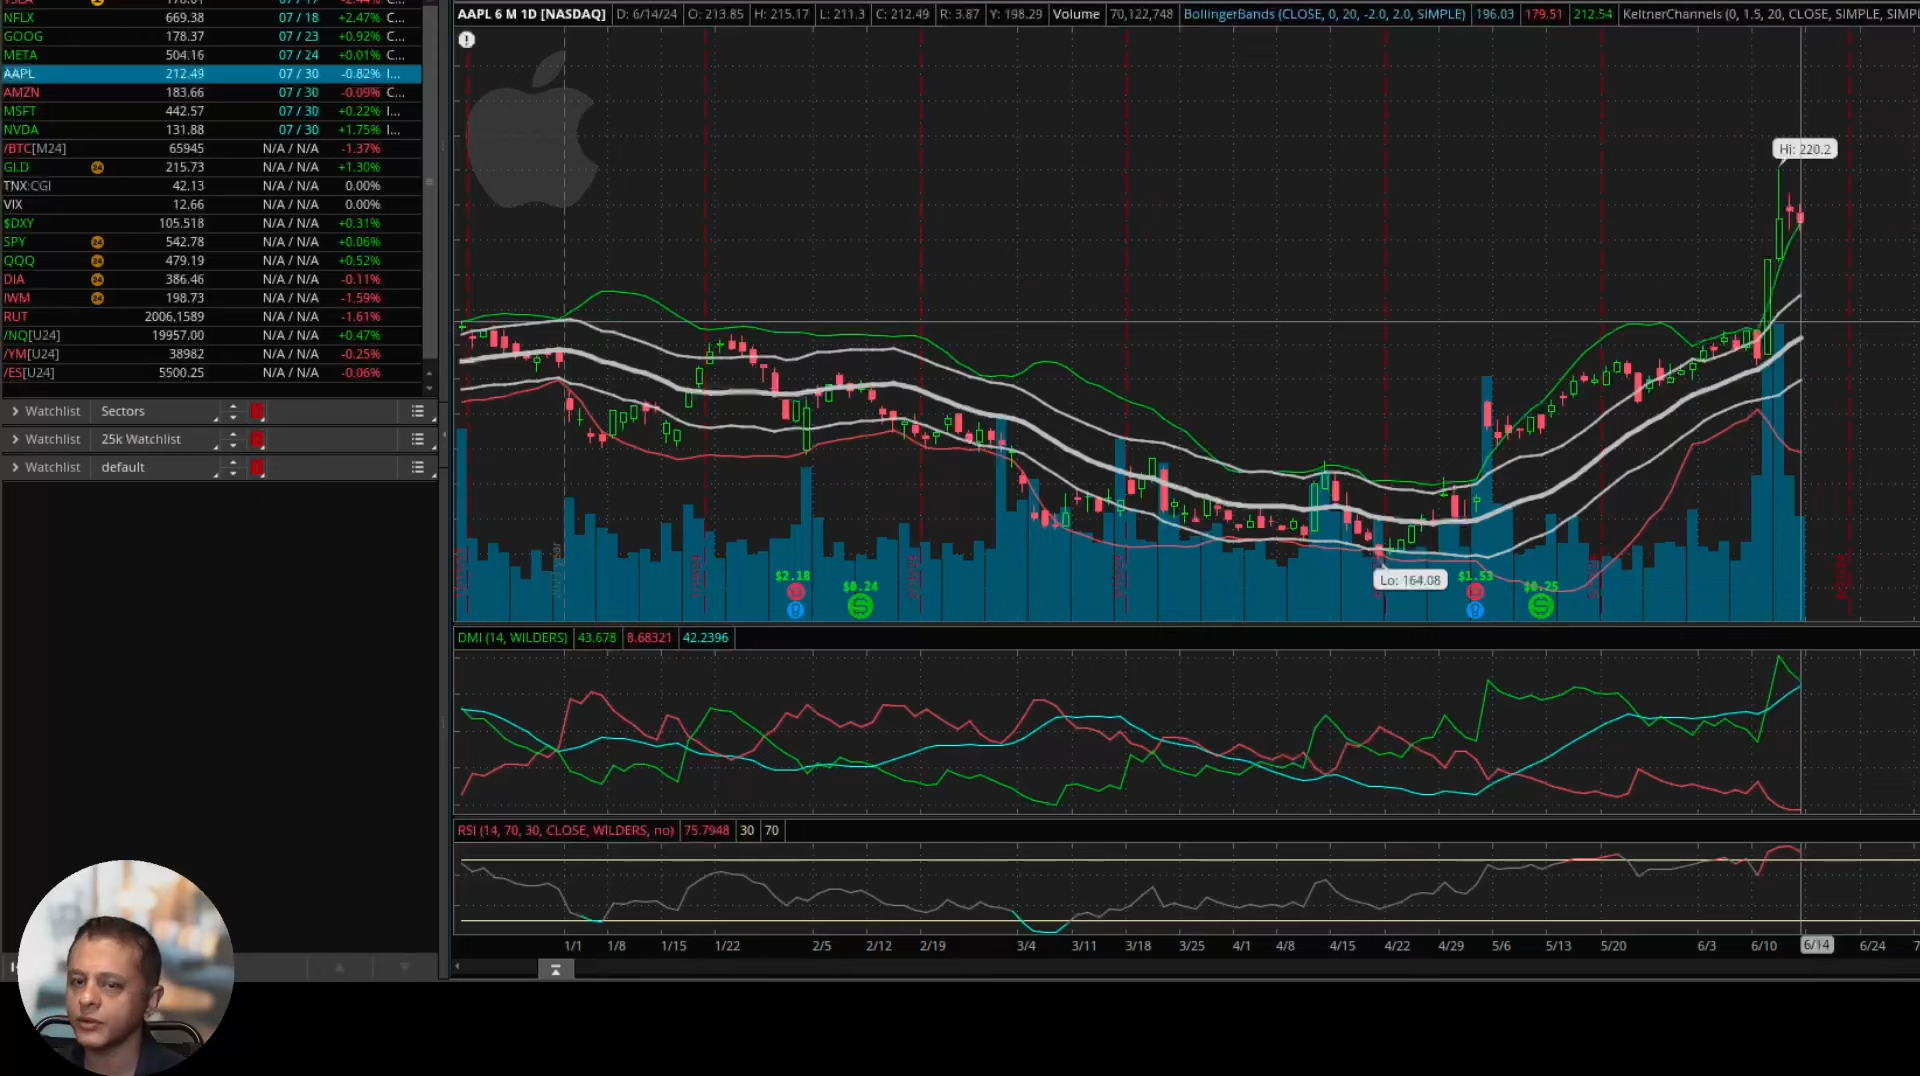 NFLX 669.38 07 / 18 +2.47% C...
GOOG 178.37 07 / 23 +0.92% C...
META 504.16 07 / 24 +0.01% C...
AAPL 212.49 07 / 30 -0.82% I...
AMZN 183.66 07 / 30 -0.09% C...
MSFT 442.57 07 / 30 +0.22% I...
NVDA 131.88 07 / 30 +1.75% I...
/BTC[M24] 65945 N/A / N/A -1.37%
GLD 24 215.73 N/A / N/A +1.30%
TNX:CGI 42.13 N/A / N/A 0.00%
VIX 12.66 N/A / N/A 0.00%
$DXY 105.518 N/A / N/A +0.31%
SPY 24 542.78 N/A / N/A +0.06%
QQQ 24 479.19 N/A / N/A +0.52%
DIA 24 386.46 N/A / N/A -0.11%
IWM 24 198.73 N/A / N/A -1.59%
RUT 2006.1589 N/A / N/A -1.61%
/NQ[U24] 19957.00 N/A / N/A +0.47%
/YM[U24] 38982 N/A / N/A -0.25%
/ES[U24] 5500.25 N/A / N/A -0.06%
Watchlist Sectors
Watchlist 25k Watchlist
Watchlist default
AAPL 6 M 1D [NASDAQ] D: 6/14/24 O: 213.85 H: 215.17 L: 211.3 C: 212.49 R: 3.87 Y: 198.29 Volume 70,122,748 BollingerBands (CLOSE, 0, 20, -2.0, 2.0, SIMPLE) 196.03 179.51 212.54 KeltnerChannels (0, 1.5, 20, CLOSE, SIMPLE, SIMPL
Hi: 220.2
Lo: 164.08
$2.18 $0.24 $1.53 $0.25
DMI (14, WILDERS) 43.678 8.68321 42.2396
RSI (14, 70, 30, CLOSE, WILDERS, no) 75.7948 30 70
1/1 1/8 1/15 1/22 2/5 2/12 2/19 3/4 3/11 3/18 3/25 4/1 4/8 4/15 4/22 4/29 5/6 5/13 5/20 6/3 6/10 6/14 6/24